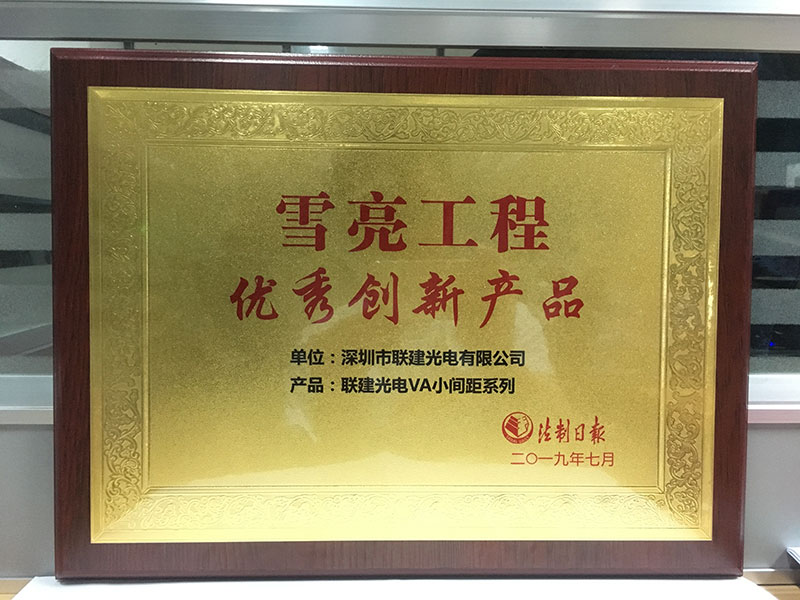 雪亮工程
优秀创新产品
单位：深圳市联建光电有限公司
产品：联建光电VA小间距系列
法制日报
二〇一九年七月